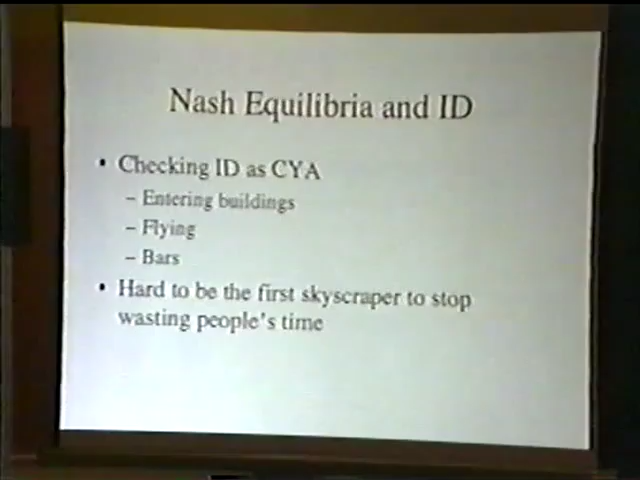 Nash Equilibria and ID
• Checking ID as CYA
– Entering buildings
– Flying
– Bars
• Hard to be the first skyscraper to stop
wasting people's time